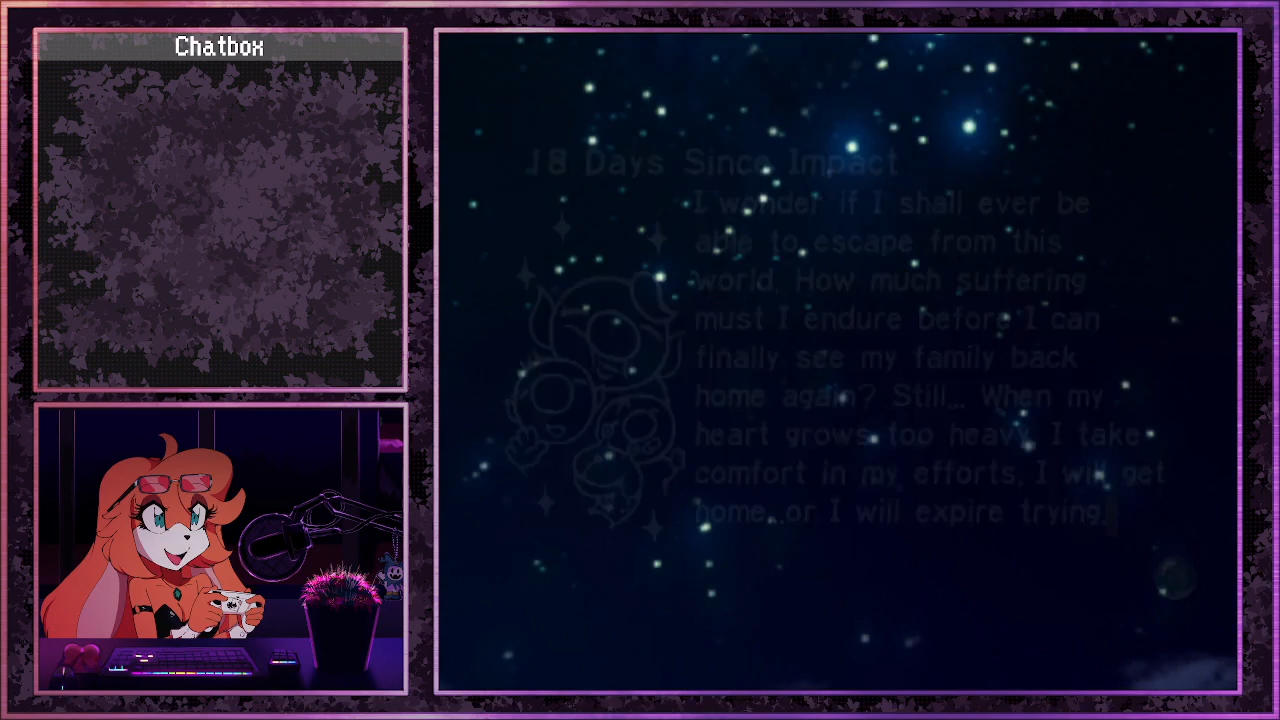 Chatbox
18 Days Since Impact
I wonder if I shall ever be
able to escape from this
world. How much suffering
must I endure before I can
finally see my family back
home again? Still... When my
heart grows too heavy, I take
comfort in my efforts. I will get
home...or I will expire trying.